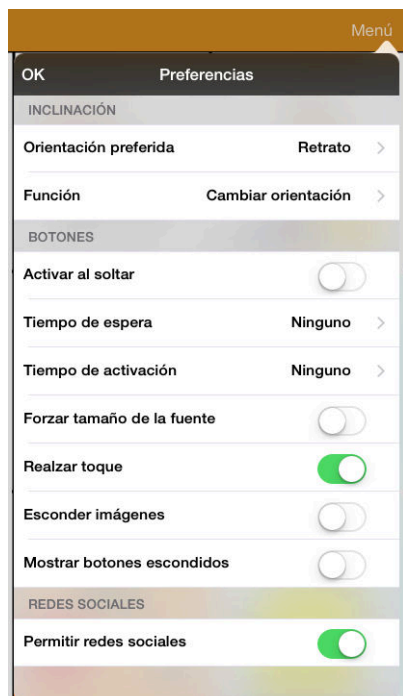 Menú
OK Preferencias
INCLINACIÓN
Orientación preferida Retrato
Función Cambiar orientación
BOTONES
Activar al soltar
Tiempo de espera Ninguno
Tiempo de activación Ninguno
Forzar tamaño de la fuente
Realzar toque
Esconder imágenes
Mostrar botones escondidos
REDES SOCIALES
Permitir redes sociales